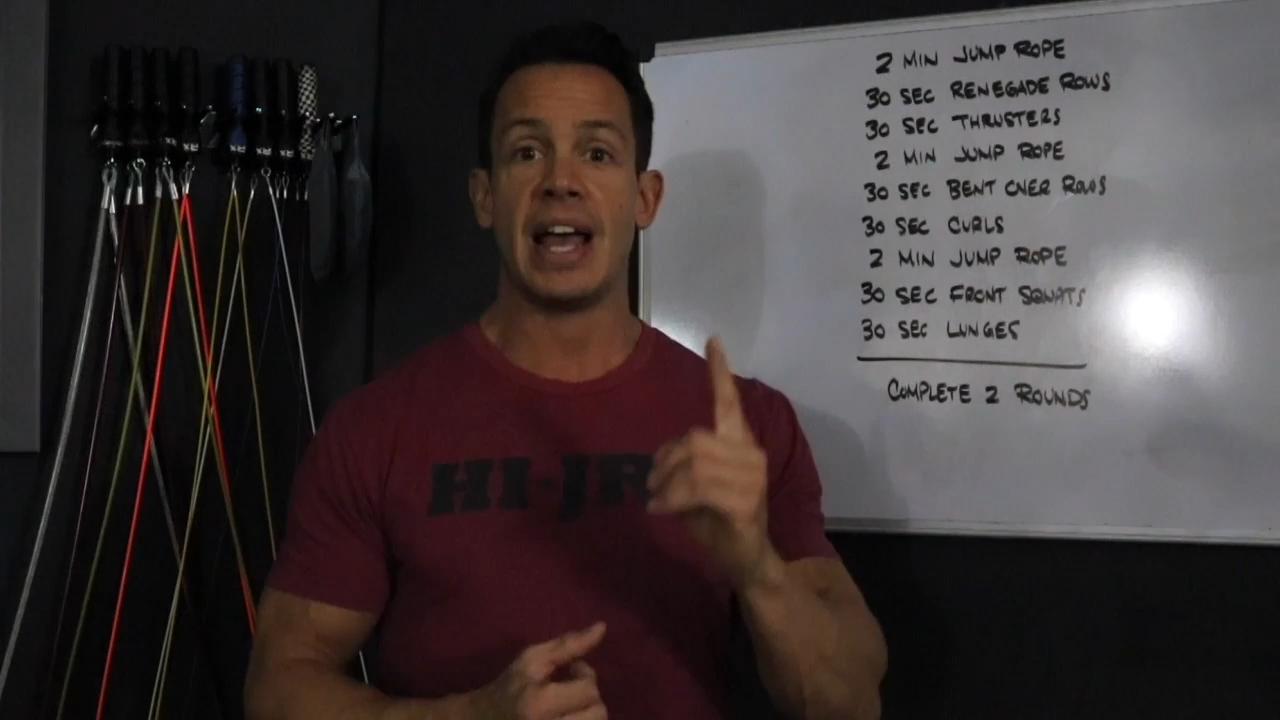 2 MIN JUMP ROPE
30 SEC RENEGADE ROWS
30 SEC THRUSTERS
2 MIN JUMP ROPE
30 SEC BENT OVER ROWS
30 SEC CURLS
2 MIN JUMP ROPE
30 SEC FRONT SQUATS
30 SEC LUNGES
COMPLETE 2 ROUNDS
HI-JR